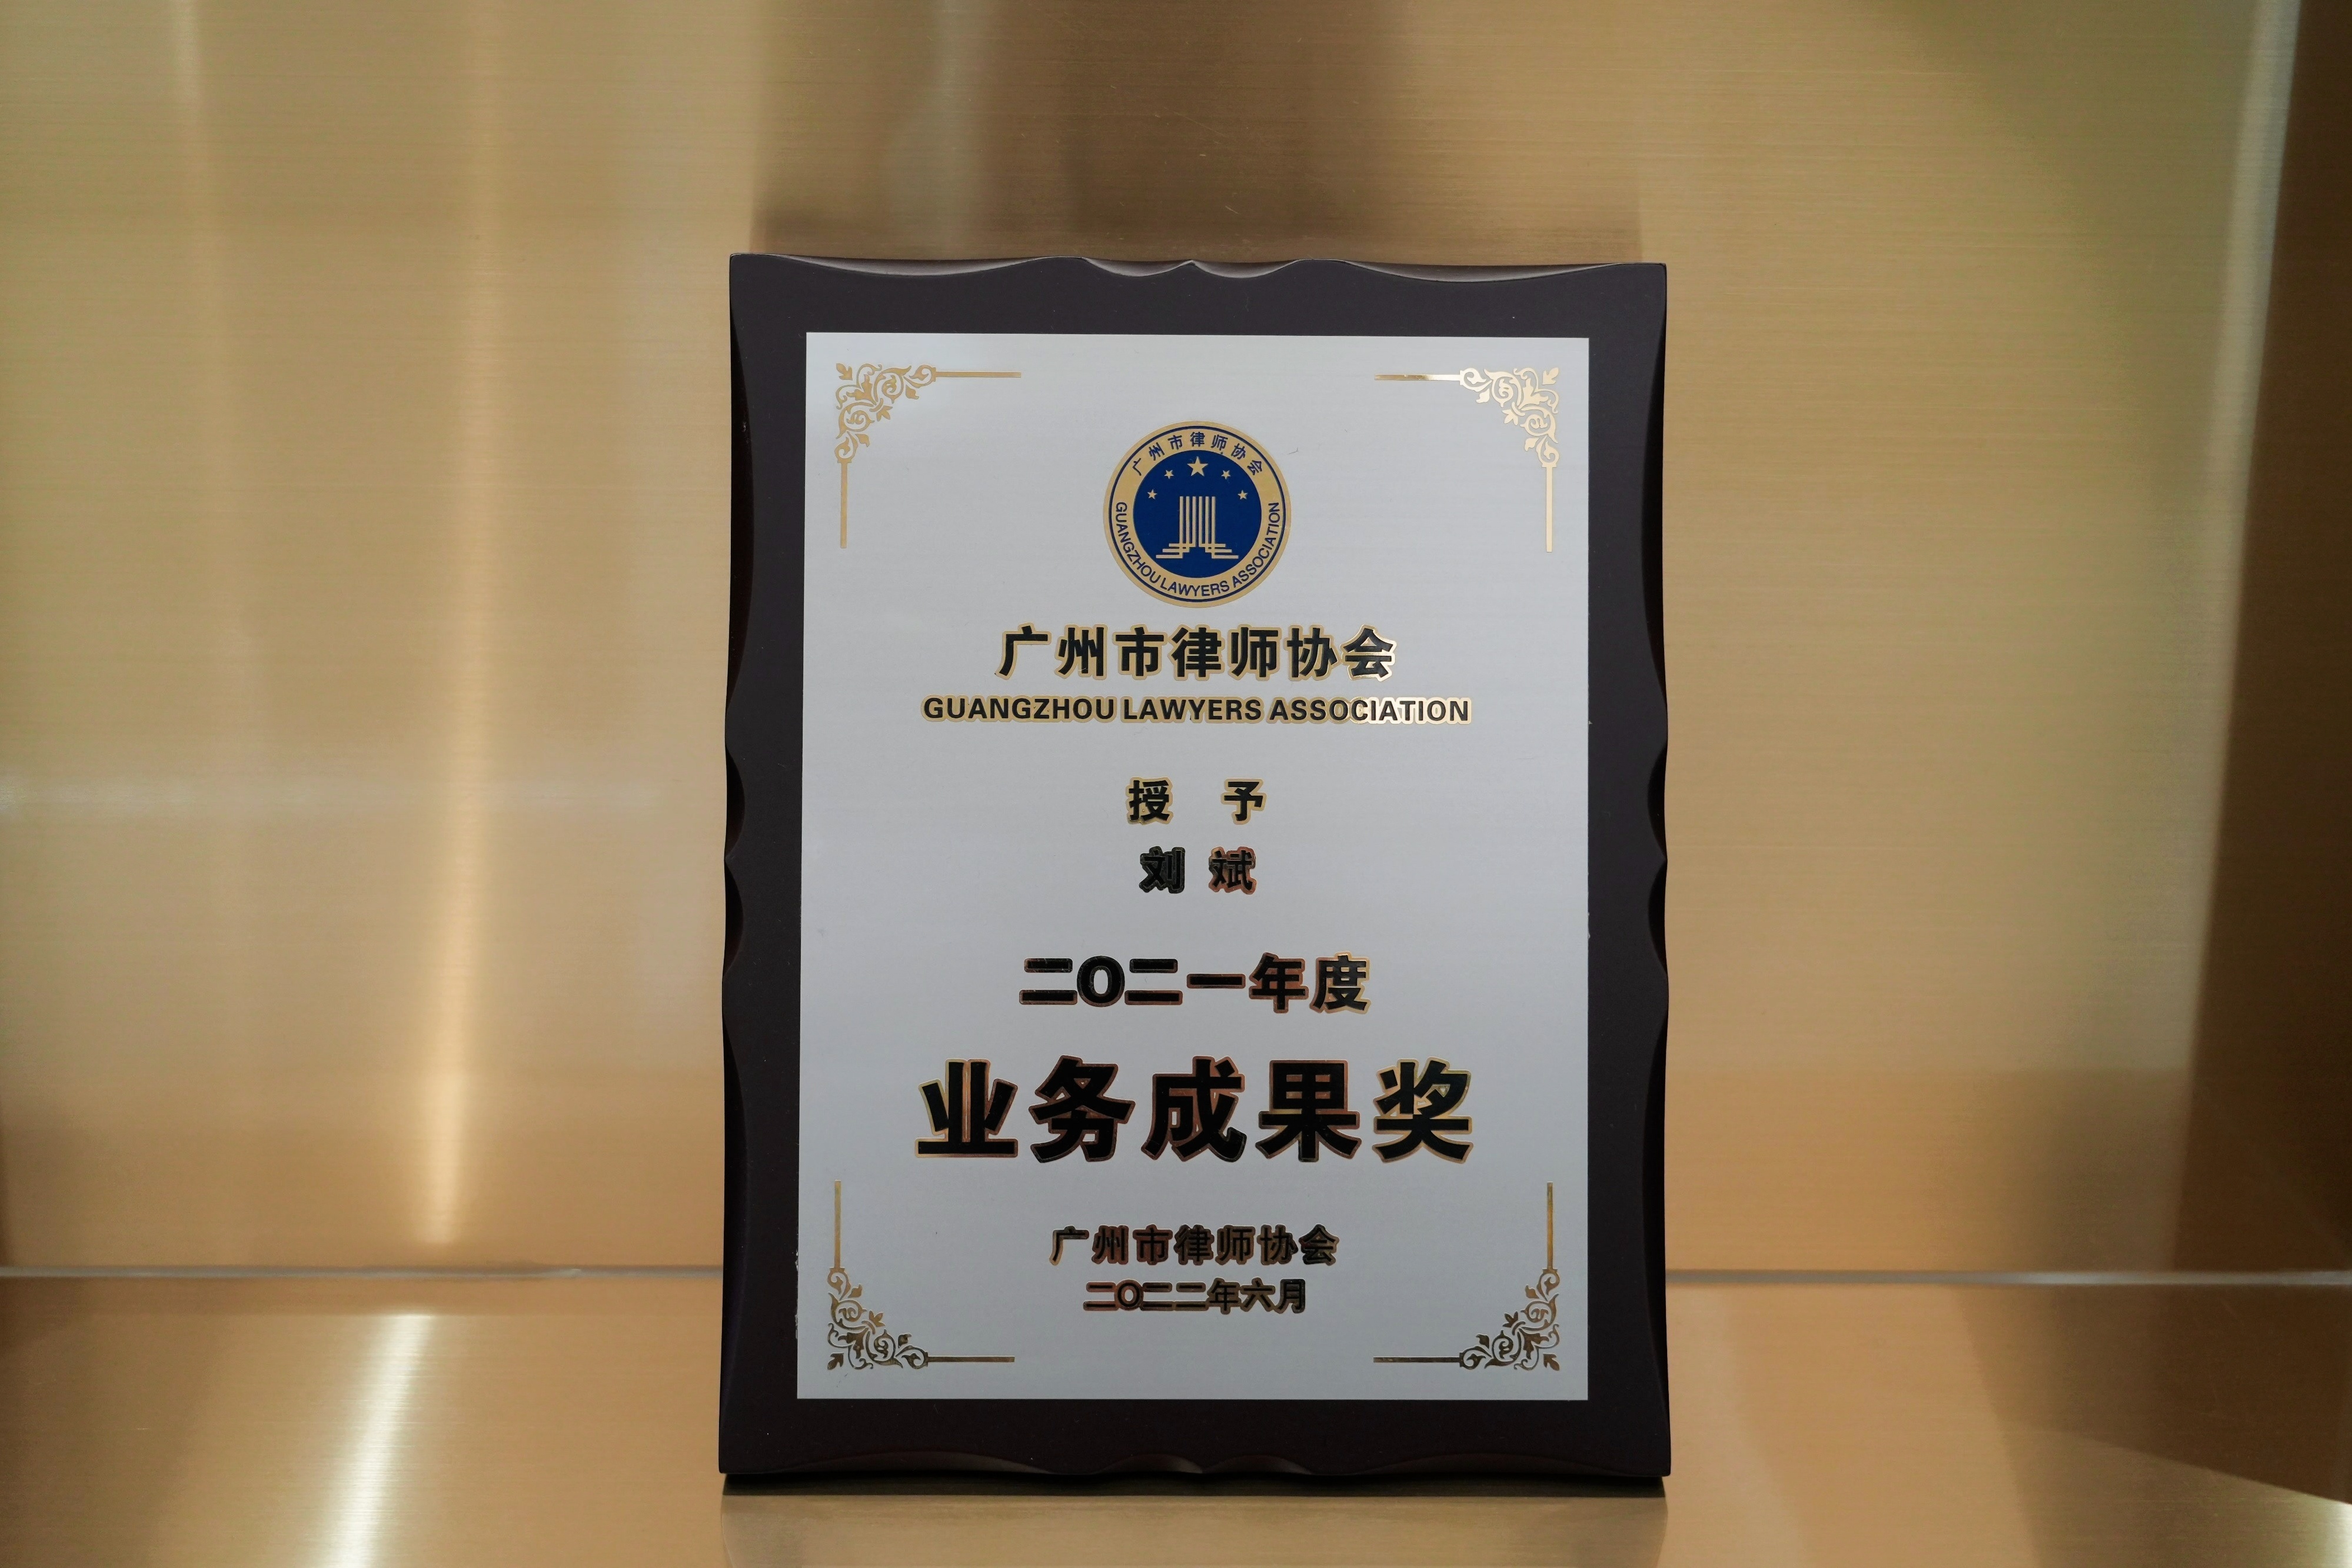 广州市律师协会
GUANGZHOU LAWYERS ASSOCIATION
广州市律师协会
GUANGZHOU LAWYERS ASSOCIATION
授 予
刘 斌
二〇二一年度
业务成果奖
广州市律师协会
二〇二二年六月